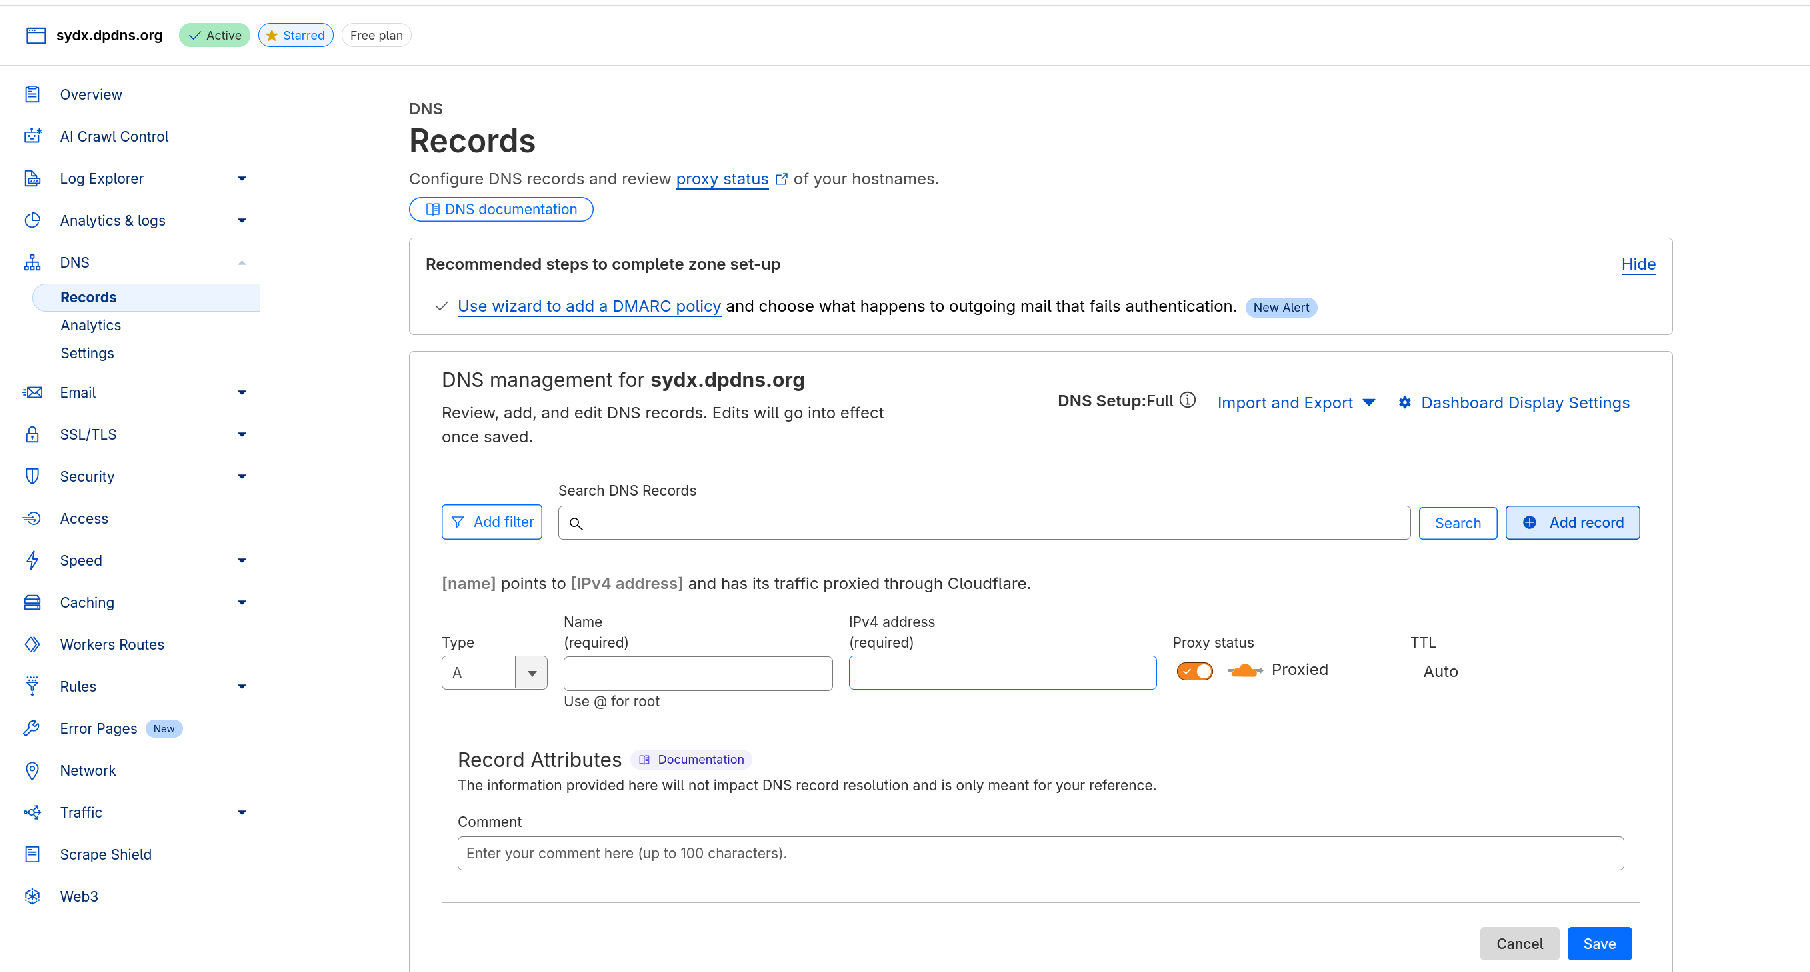 sydx.dpdns.org Active Starred Free plan
Overview
AI Crawl Control
Log Explorer
Analytics & logs
DNS
Records
Analytics
Settings
Email
SSL/TLS
Security
Access
Speed
Caching
Workers Routes
Rules
Error Pages New
Network
Traffic
Scrape Shield
Web3
DNS
Records
Configure DNS records and review proxy status of your hostnames.
DNS documentation
Recommended steps to complete zone set-up Hide
Use wizard to add a DMARC policy and choose what happens to outgoing mail that fails authentication. New Alert
DNS management for sydx.dpdns.org
Review, add, and edit DNS records. Edits will go into effect
once saved.
DNS Setup:Full Import and Export Dashboard Display Settings
Search DNS Records
Add filter Search Add record
[name] points to [IPv4 address] and has its traffic proxied through Cloudflare.
Type
Name
(required)
IPv4 address
(required)
Proxy status
TTL
A
Proxied
Auto
Use @ for root
Record Attributes Documentation
The information provided here will not impact DNS record resolution and is only meant for your reference.
Comment
Enter your comment here (up to 100 characters).
Cancel Save